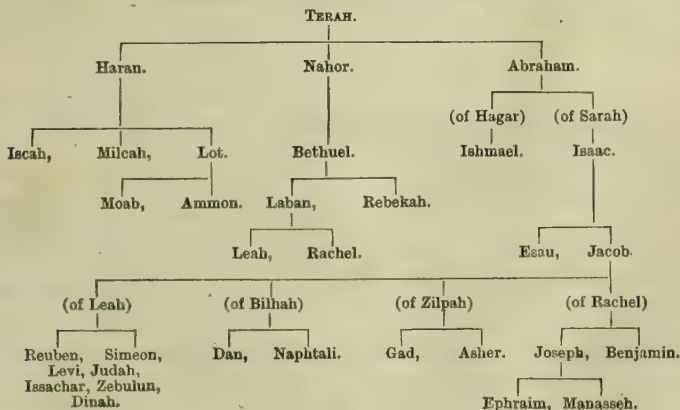 TERAH.
Haran. Nahor. Abraham.
(of Hagar) (of Sarah)
Iscah, Milcah, Lot. Bethuel. Ishmael. Isaac.
Moab, Ammon. Laban, Rebekah.
Leah, Rachel. Esau, Jacob.
(of Leah) (of Bilhah) (of Zilpah) (of Rachel)
Reuben, Simeon, Dan, Naphtali. Gad, Asher. Joseph, Benjamin.
Levi, Judah,
Issachar, Zebulun,
Dinah.
Ephraim, Manasseh.